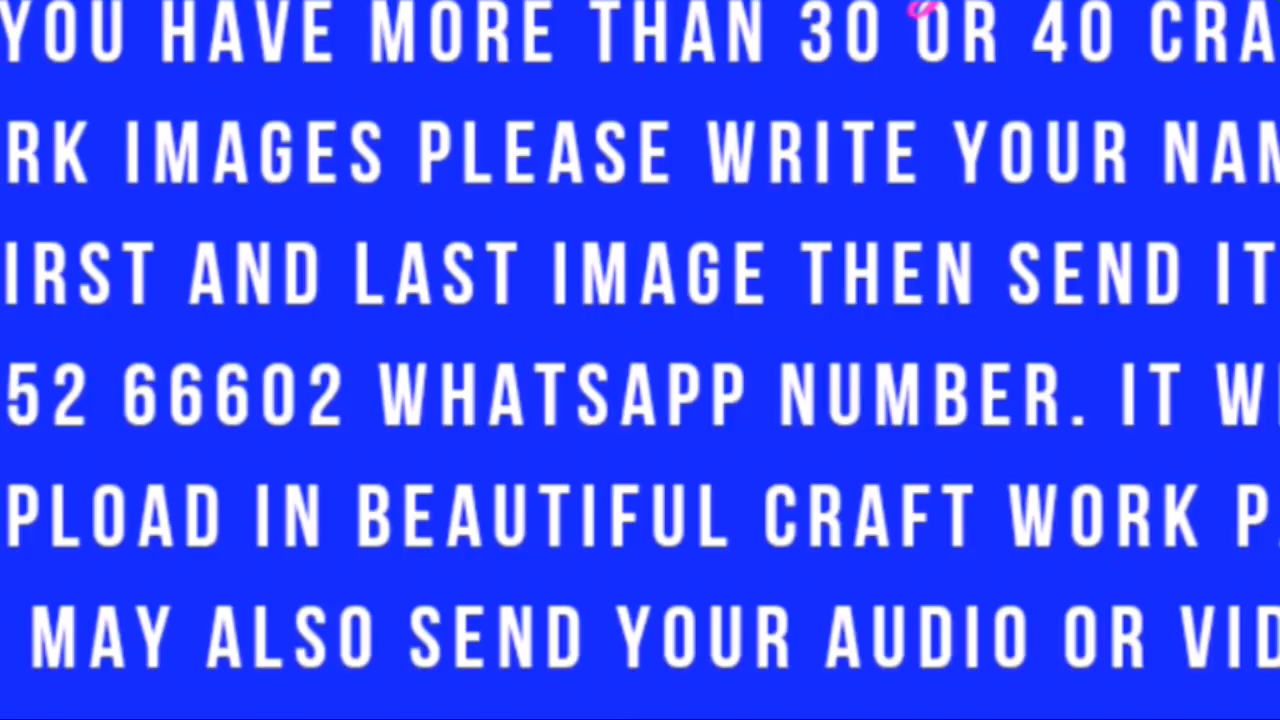 YOU HAVE MORE THAN 30 OR 40 CRA
RK IMAGES PLEASE WRITE YOUR NAM
IRST AND LAST IMAGE THEN SEND IT
52 66602 WHATSAPP NUMBER. IT WI
PLOAD IN BEAUTIFUL CRAFT WORK PA
MAY ALSO SEND YOUR AUDIO OR VID